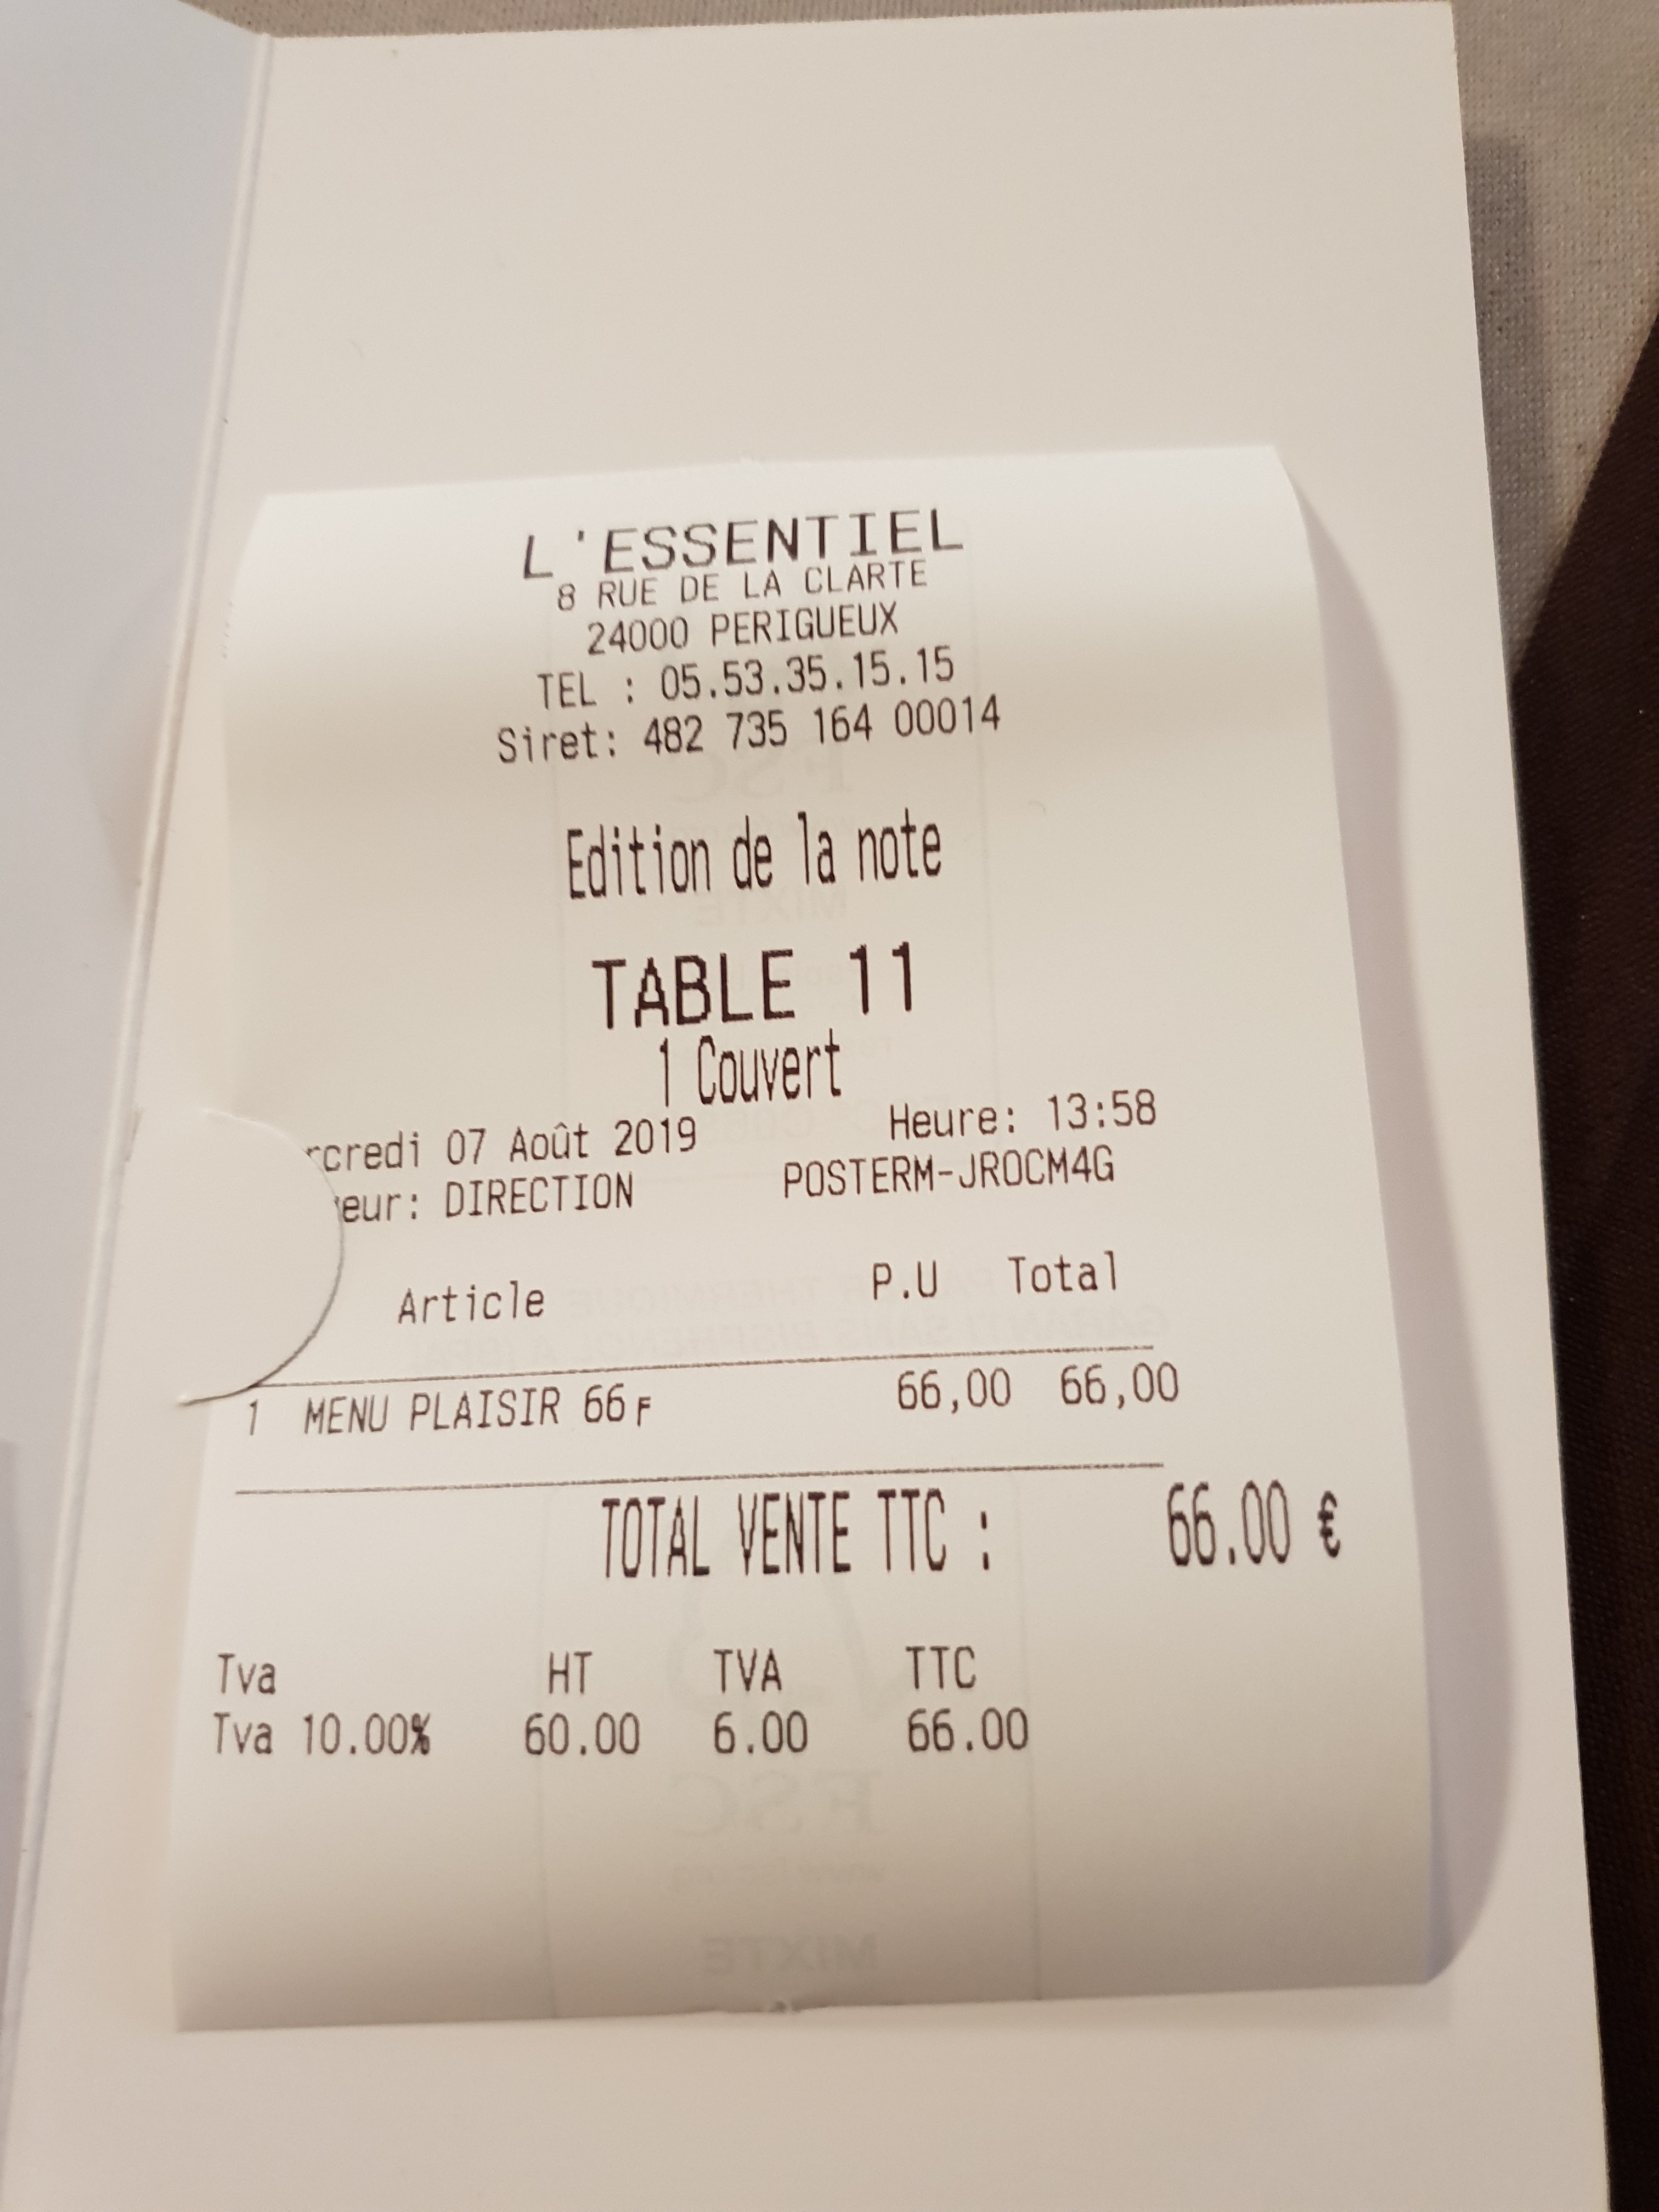 L'ESSENTIEL
8 RUE DE LA CLARTE
24000 PERIGUEUX
TEL : 05.53.35.15.15
Siret: 482 735 164 00014
Edition de la note
TABLE 11
1 Couvert
rcredi 07 Août 2019 Heure: 13:58
eur: DIRECTION POSTERM-JROCM4G
Article P.U Total
1 MENU PLAISIR 66F 66,00 66,00
TOTAL VENTE TTC : 66.00 €
Tva HT TVA TTC
Tva 10.00% 60.00 6.00 66.00